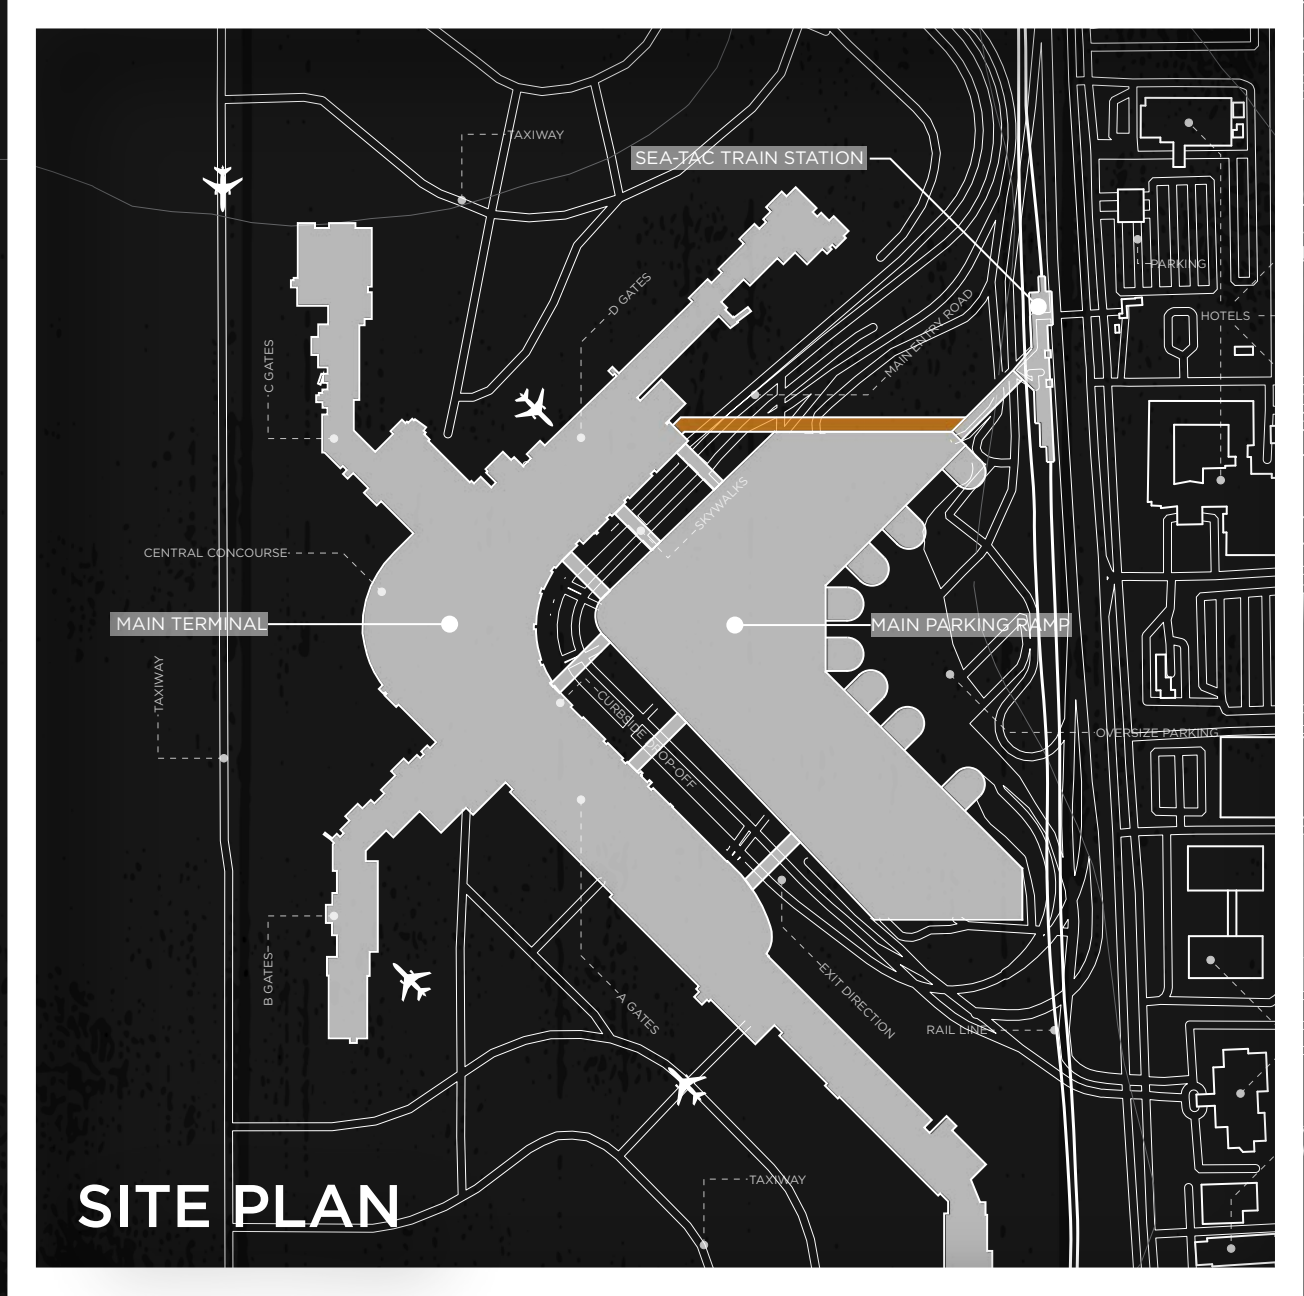 TAXIWAY
SEA-TAC TRAIN STATION
PARKING
D GATES
MAIN ENTRY ROAD
HOTELS
C GATES
SKYWALKS
CENTRAL CONCOURSE
MAIN TERMINAL
MAIN PARKING RAMP
TAXIWAY
CURBSIDE DROP-OFF
OVERSIZE PARKING
B GATES
A GATES
EXIT DIRECTION
RAIL LINE
TAXIWAY
SITE PLAN